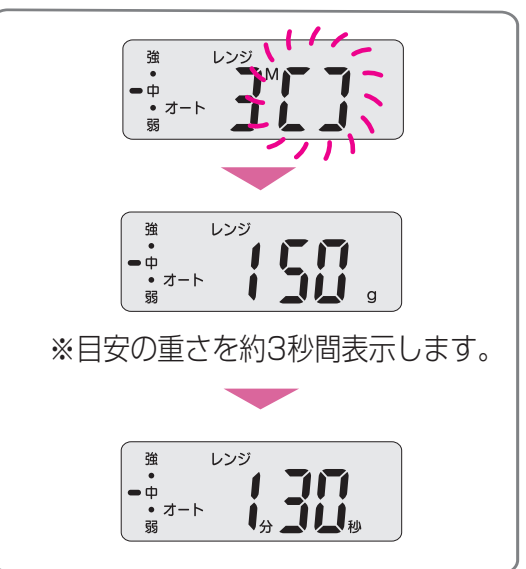 強 レンジ
・
中 3M[]
・ オート
弱
強 レンジ
・
中 150 g
・ オート
弱
※目安の重さを約3秒間表示します。
強 レンジ
・
中 1分30秒
・ オート
弱